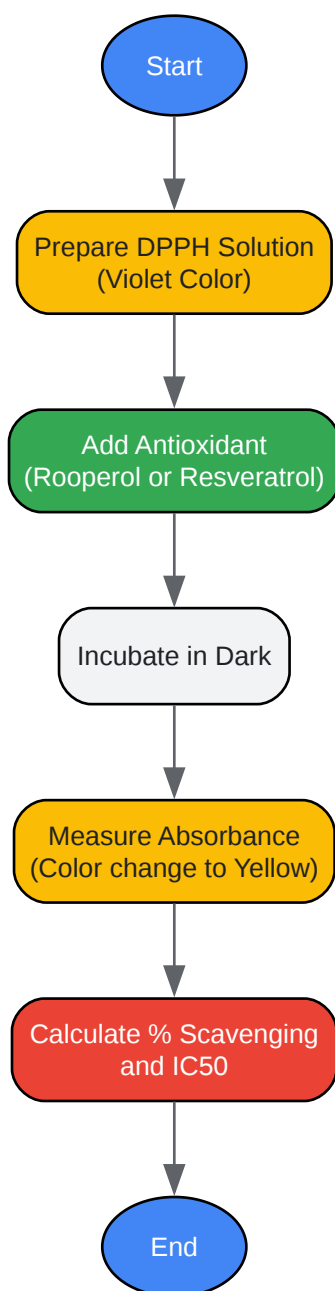 Start
Prepare DPPH Solution
(Violet Color)
Add Antioxidant
(Rooperol or Resveratrol)
Incubate in Dark
Measure Absorbance
(Color change to Yellow)
Calculate % Scavenging
and IC50
End